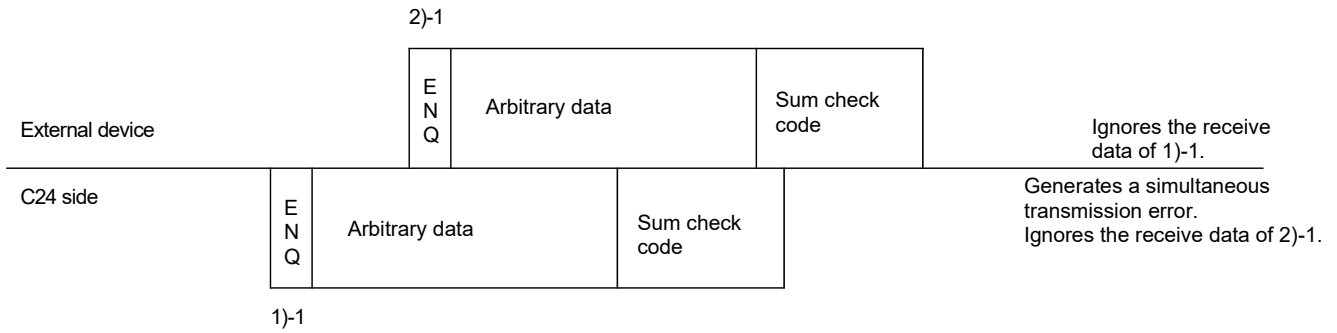 2)-1
E
N
Q
Arbitrary data
Sum check
code
External device
Ignores the receive
data of 1)-1.
C24 side
E
N
Q
Arbitrary data
Sum check
code
Generates a simultaneous
transmission error.
Ignores the receive data of 2)-1.
1)-1